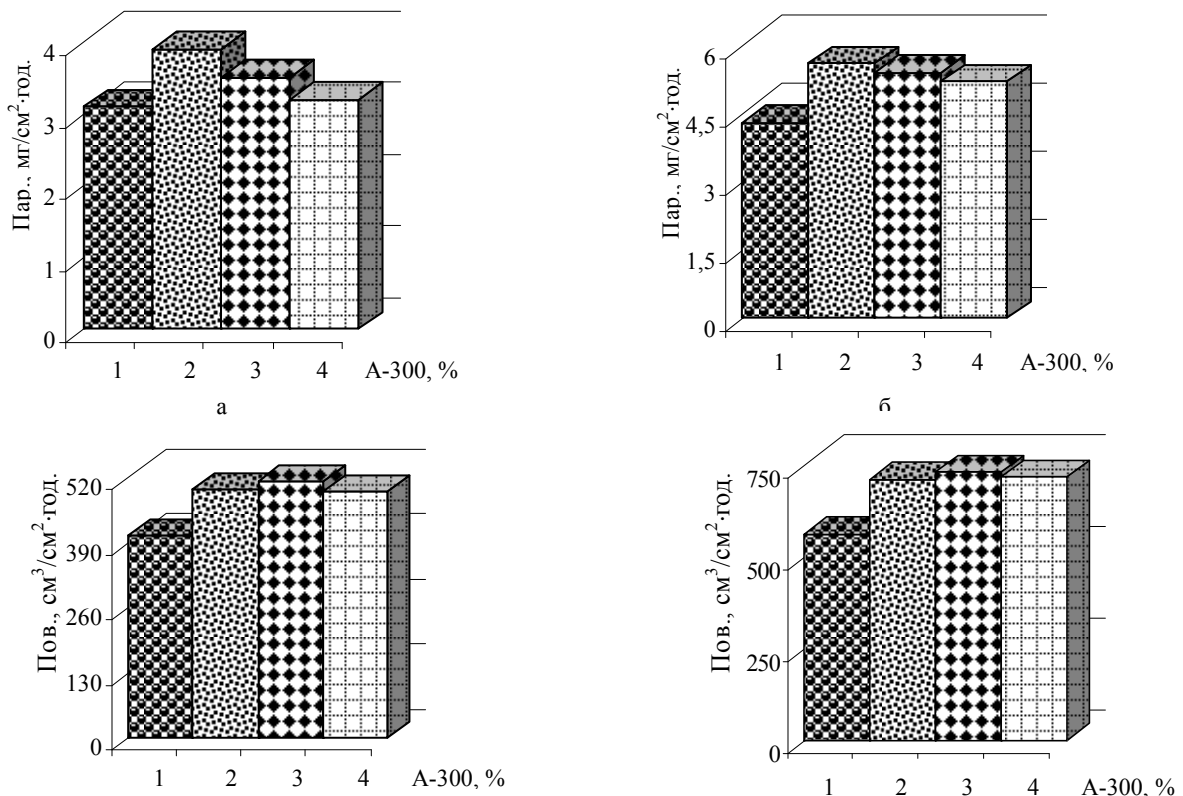 Пар., мг/см²·год.
4
3
2
1
0
1 2 3 4 А-300, %
а
Пар., мг/см²·год.
6
4,5
3
1,5
0
1 2 3 4 А-300, %
б
Пов., см³/см²·год.
520
390
260
130
0
1 2 3 4 А-300, %
Пов., см³/см²·год.
750
500
250
0
1 2 3 4 А-300, %